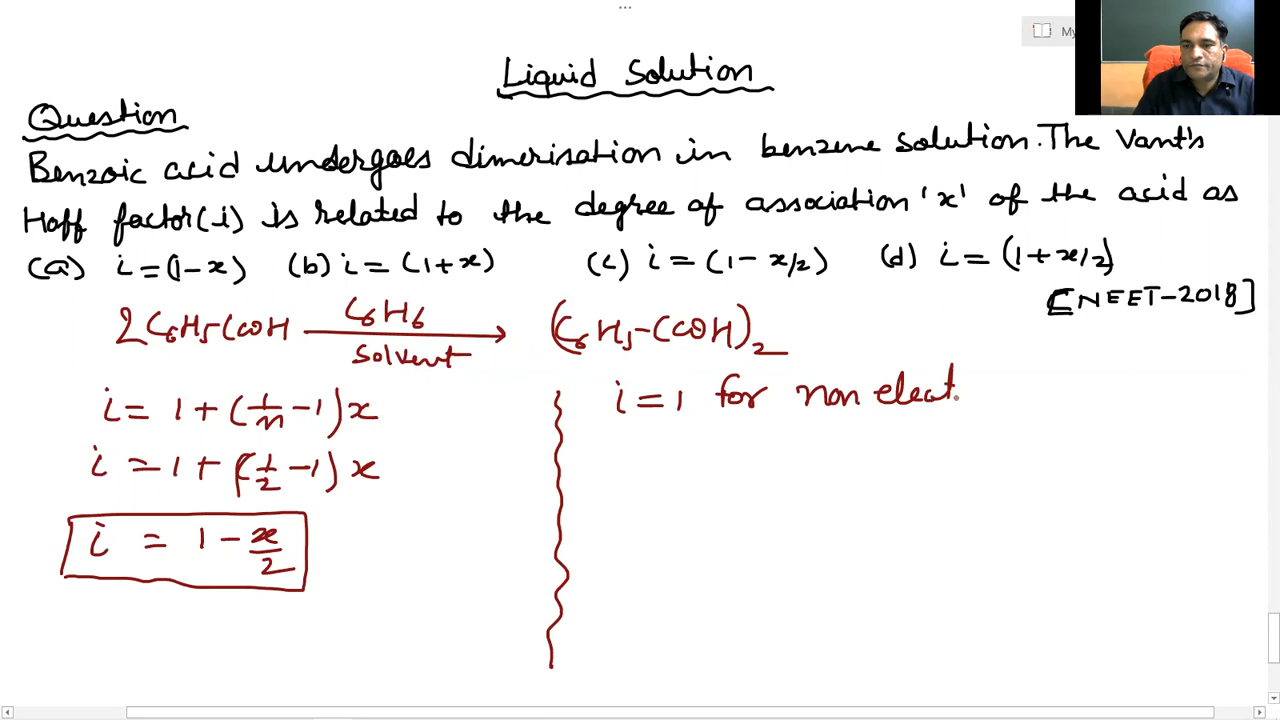 Liquid Solution
Question
Benzoic acid undergoes dimerisation in benzene solution. The Vant's
Hoff factor(i) is related to the degree of association 'x' of the acid as
(a) i=(1-x) (b) i=(1+x) (c) i=(1-x/2) (d) i=(1+x/2)
[NEET-2018]
2C₆H₅COOH C₆H₆ (C₆H₅-COOH)₂
Solvent
i = 1 + (1/n -1)x
i = 1 + (1/2 -1)x
i = 1 - x/2
i = 1 for non elect
My